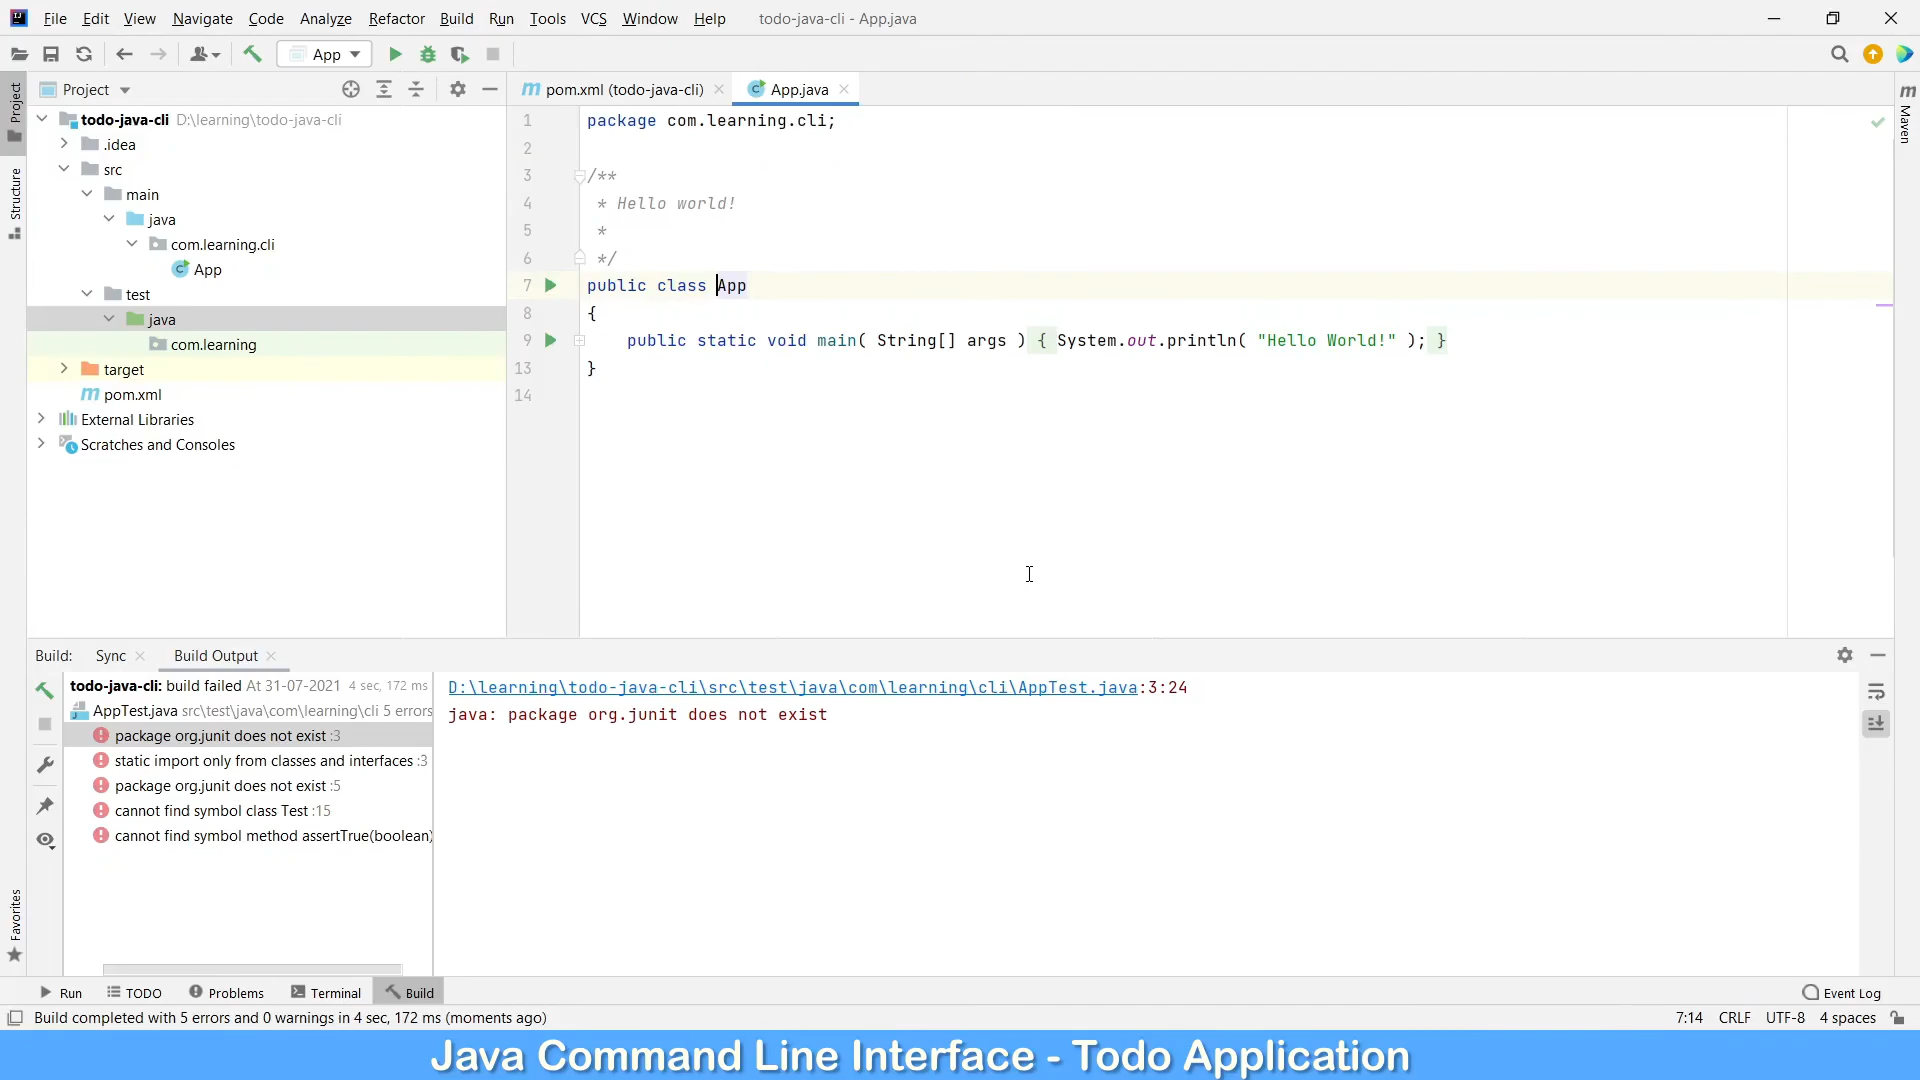 File Edit View Navigate Code Analyze Refactor Build Run Tools VCS Window Help todo-java-cli - App.java
App
Project
pom.xml (todo-java-cli)
App.java
Project
Structure
Favorites
Maven
todo-java-cli D:\learning\todo-java-cli
.idea
src
main
java
com.learning.cli
App
test
java
com.learning
target
pom.xml
External Libraries
Scratches and Consoles
1 package com.learning.cli;
2
3 /**
4 * Hello world!
5 *
6 */
7 public class App
8 {
9 public static void main( String[] args ) { System.out.println( "Hello World!" ); }
13 }
14
Build: Sync Build Output
todo-java-cli: build failed At 31-07-2021 4 sec, 172 ms
AppTest.java src\test\java\com\learning\cli 5 errors
package org.junit does not exist :3
static import only from classes and interfaces :3
package org.junit does not exist :5
cannot find symbol class Test :15
cannot find symbol method assertTrue(boolean)
D:\learning\todo-java-cli\src\test\java\com\learning\cli\AppTest.java:3:24
java: package org.junit does not exist
Run TODO Problems Terminal Build Event Log
Build completed with 5 errors and 0 warnings in 4 sec, 172 ms (moments ago) 7:14 CRLF UTF-8 4 spaces
Java Command Line Interface - Todo Application